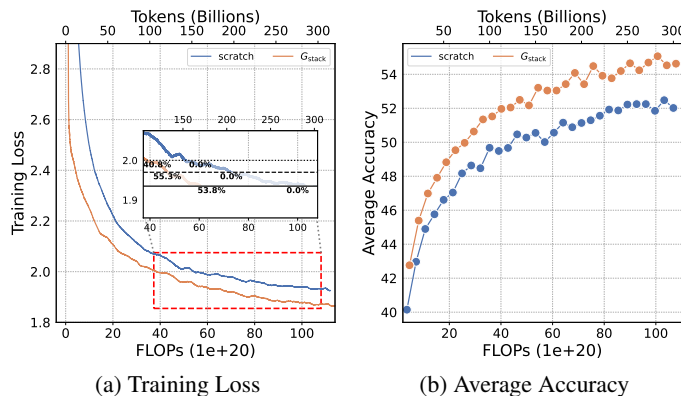 Tokens (Billions)
0 50 100 150 200 250 300
scratch G_stack
2.8
2.6
2.4
2.2
2.0
1.8
Training Loss
150 200 250 300
2.0
1.9
40.8% 0.0%
55.3% 0.0%
53.8% 0.0%
40 60 80 100
0 20 40 60 80 100
FLOPs (1e+20)
(a) Training Loss
Tokens (Billions)
50 100 150 200 250 300
scratch G_stack
54
52
50
48
46
44
42
40
Average Accuracy
20 40 60 80 100
FLOPs (1e+20)
(b) Average Accuracy